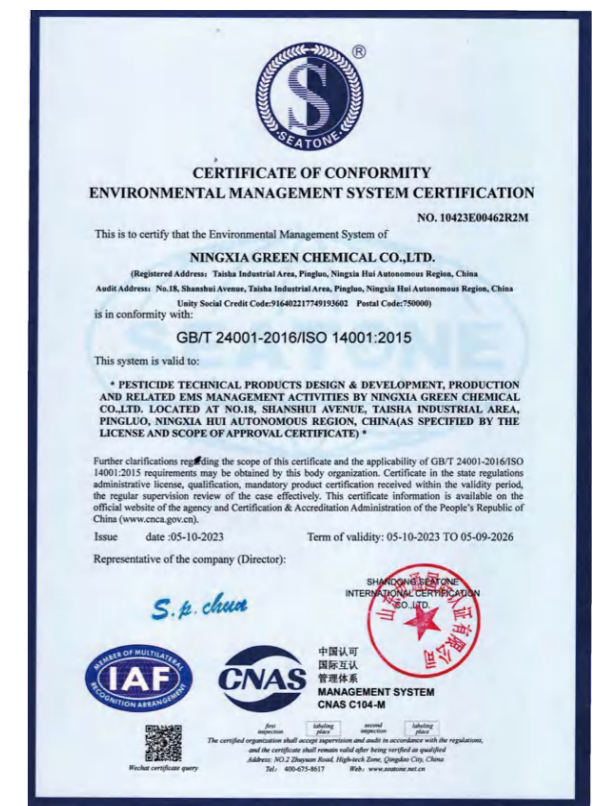 ®
S
SEATONE
CERTIFICATE OF CONFORMITY
ENVIRONMENTAL MANAGEMENT SYSTEM CERTIFICATION
NO. 10423E00462R2M
This is to certify that the Environmental Management System of
NINGXIA GREEN CHEMICAL CO.,LTD.
(Registered Address: Taisha Industrial Area, Pingluo, Ningxia Hui Autonomous Region, China
Audit Address: No.18, Shanshui Avenue, Taisha Industrial Area, Pingluo, Ningxia Hui Autonomous Region, China
Unity Social Credit Code:916402217749193602 Postal Code:750000)
is in conformity with:
GB/T 24001-2016/ISO 14001:2015
SEATONE
This system is valid to:
* PESTICIDE TECHNICAL PRODUCTS DESIGN & DEVELOPMENT, PRODUCTION
AND RELATED EMS MANAGEMENT ACTIVITIES BY NINGXIA GREEN CHEMICAL
CO.,LTD. LOCATED AT NO.18, SHANSHUI AVENUE, TAISHA INDUSTRIAL AREA,
PINGLUO, NINGXIA HUI AUTONOMOUS REGION, CHINA(AS SPECIFIED BY THE
LICENSE AND SCOPE OF APPROVAL CERTIFICATE) *
Further clarifications regarding the scope of this certificate and the applicability of GB/T 24001-2016/ISO
14001:2015 requirements may be obtained by this body organization. Certificate in the state regulations
administrative license, qualification, mandatory product certification received within the validity period,
the regular supervision review of the case effectively. This certificate information is available on the
official website of the agency and Certification & Accreditation Administration of the People's Republic of
China (www.cnca.gov.cn).
Issue date :05-10-2023 Term of validity: 05-10-2023 TO 05-09-2026
Representative of the company (Director):
SHANDONG SEATONE
INTERNATIONAL CERTIFICATION
CO.,LTD.
S.p. chua
MEMBER OF MULTILATERAL
IAF
RECOGNITION ARRANGEMENT
CNAS
中国认可
国际互认
管理体系
MANAGEMENT SYSTEM
CNAS C104-M
first inspection labeling place second inspection labeling place
The certified organization shall accept supervision and audit in accordance with the regulations,
and the certificate shall remain valid after being verified as qualified
Address: NO.2 Zhuyuan Road, High-tech Zone, Qingdao City, China
Tel: 400-675-8617 Web: www.seatone.net.cn
Wechat certificate query